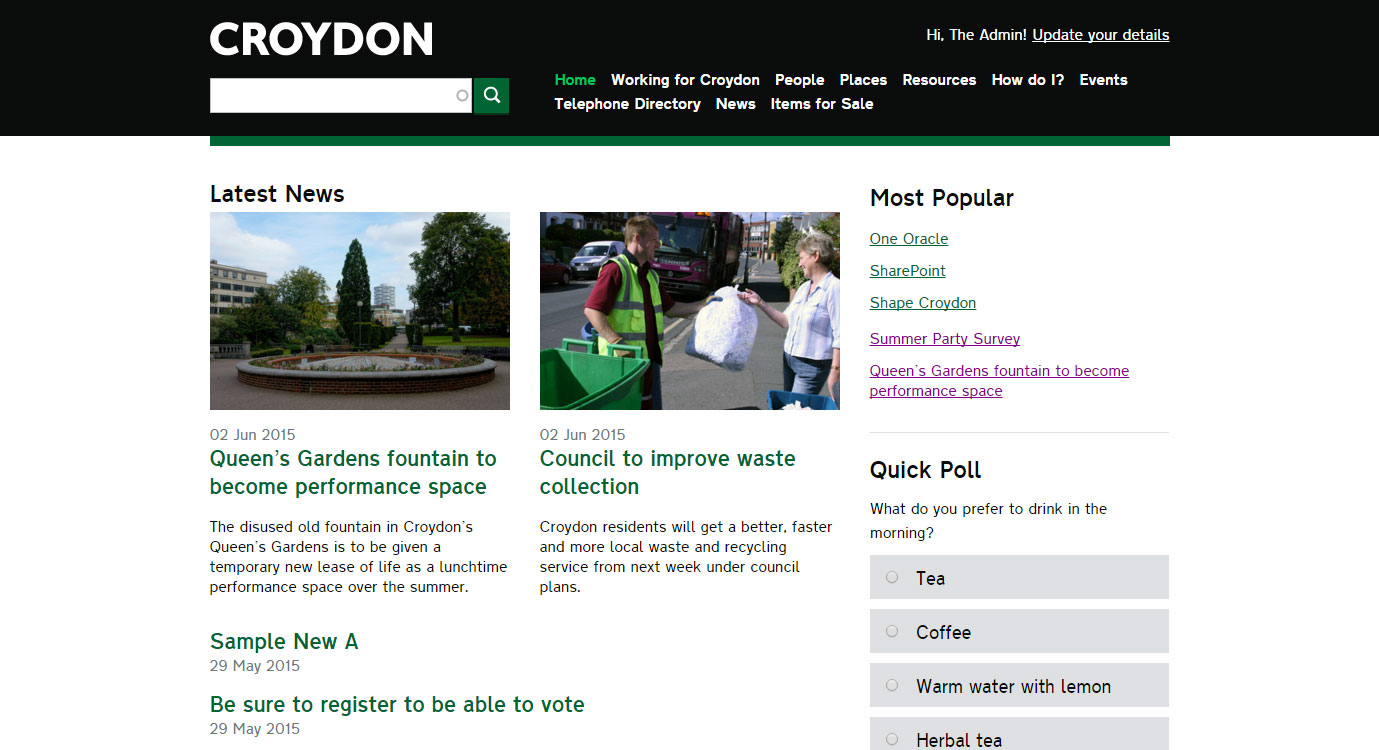 CROYDON
Hi, The Admin! Update your details
Home Working for Croydon People Places Resources How do I? Events
Telephone Directory News Items for Sale
Latest News
02 Jun 2015
Queen's Gardens fountain to
become performance space
The disused old fountain in Croydon's
Queen's Gardens is to be given a
temporary new lease of life as a lunchtime
performance space over the summer.
02 Jun 2015
Council to improve waste
collection
Croydon residents will get a better, faster
and more local waste and recycling
service from next week under council
plans.
Sample New A
29 May 2015
Be sure to register to be able to vote
29 May 2015
Most Popular
One Oracle
SharePoint
Shape Croydon
Summer Party Survey
Queen's Gardens fountain to become
performance space
Quick Poll
What do you prefer to drink in the
morning?
Tea
Coffee
Warm water with lemon
Herbal tea